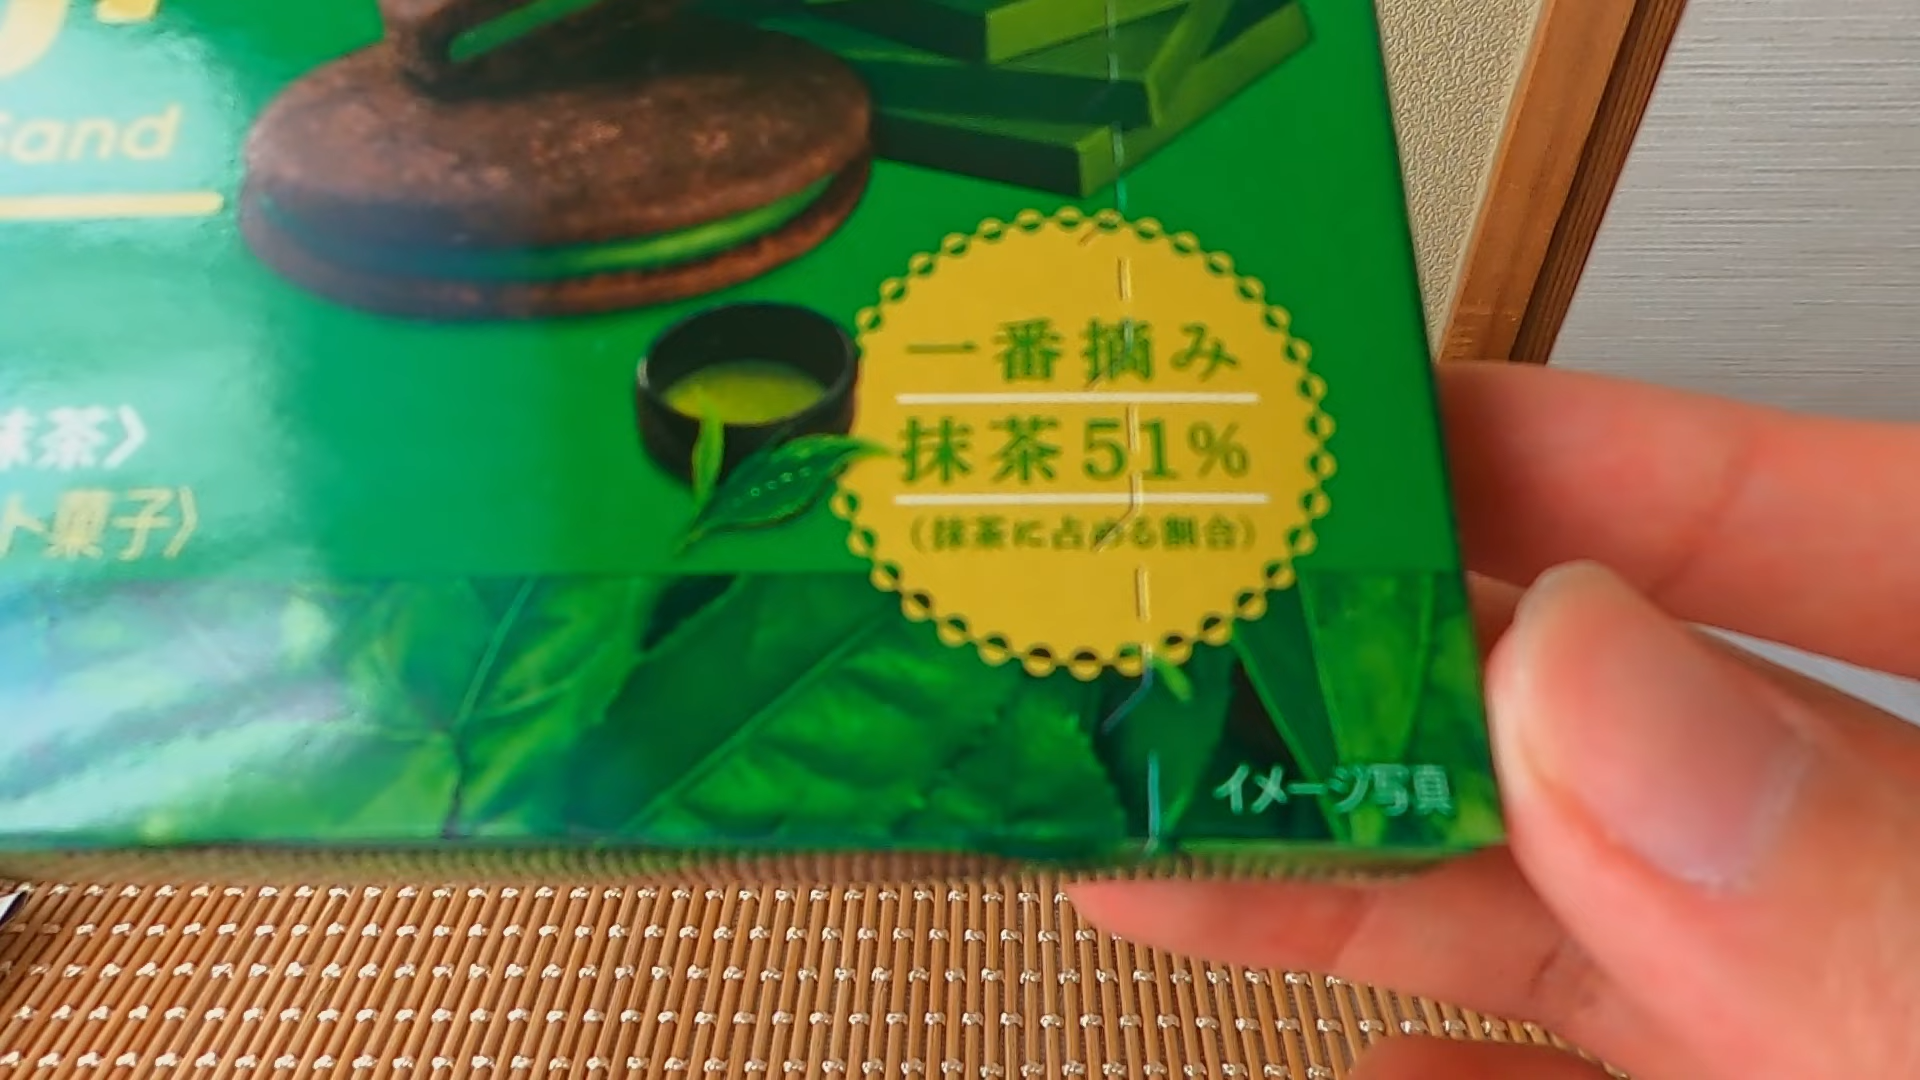 Sand
抹茶〉
ト菓子〉
一番摘み
抹茶51%
(抹茶に占める割合)
イメージ写真